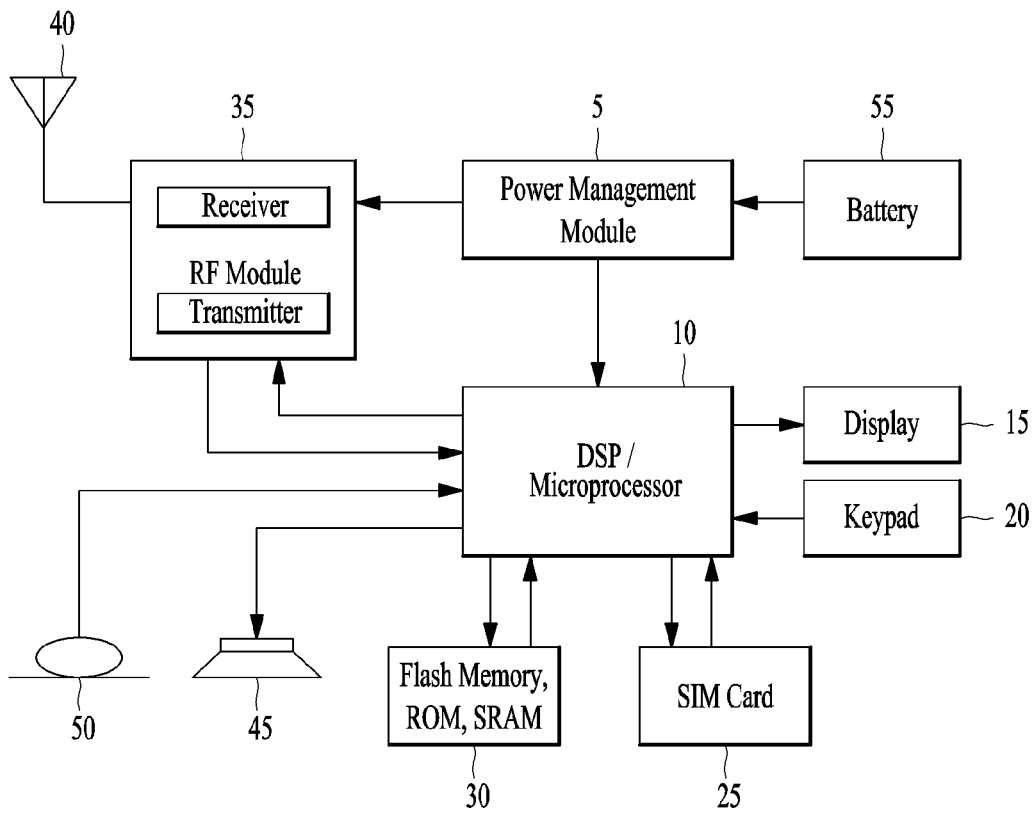 40
35
5
55
Receiver
RF Module
Transmitter
Power Management
Module
Battery
10
DSP /
Microprocessor
Display
15
Keypad
20
50
45
Flash Memory,
ROM, SRAM
30
SIM Card
25